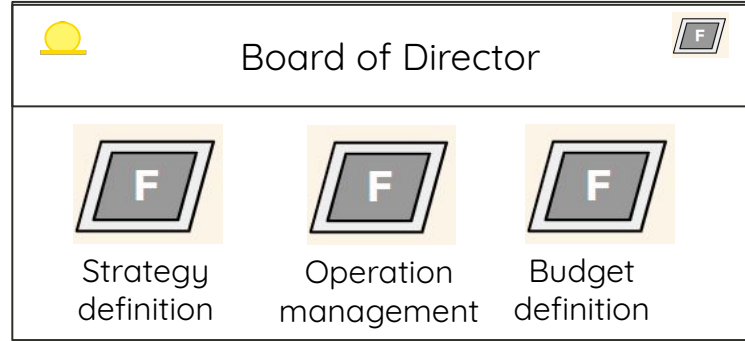 Board of Director
F
F
F
F
Strategy
definition
Operation
management
Budget
definition